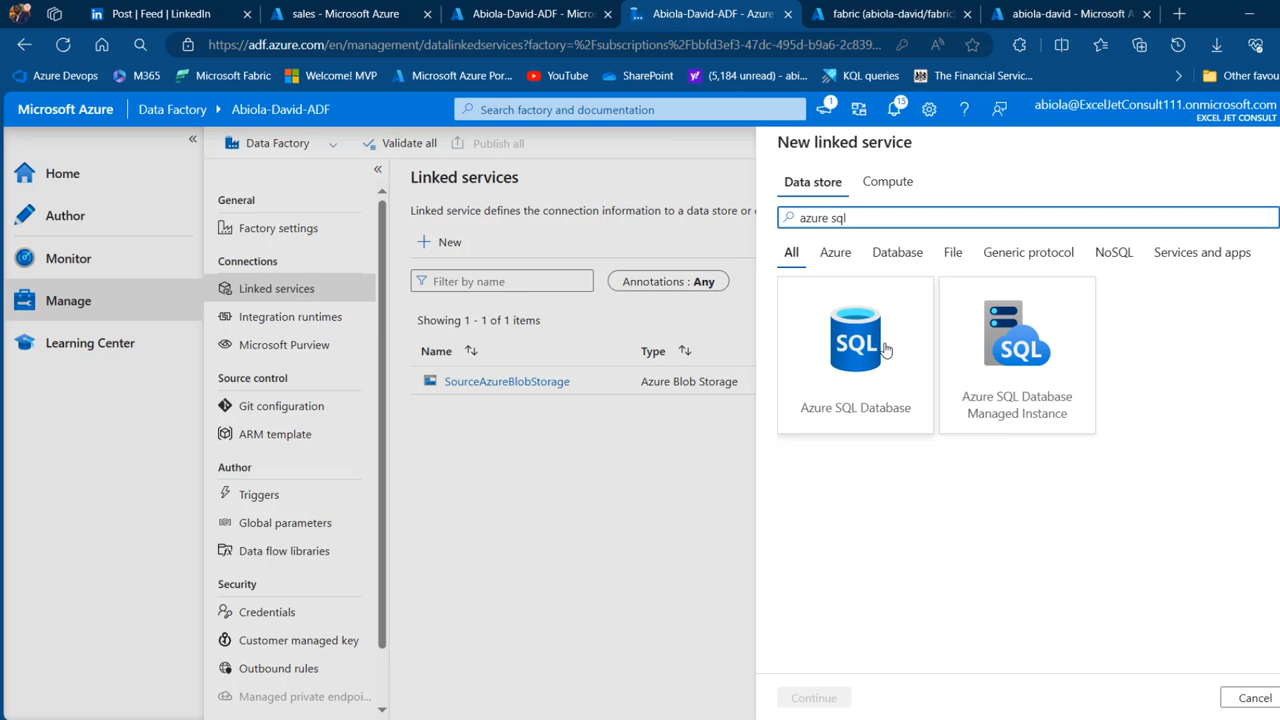 Post | Feed | LinkedIn
sales - Microsoft Azure
Abiola-David-ADF - Micro
Abiola-David-ADF - Azure
fabric (abiola-david/fabric)
abiola-david - Microsoft A
https://adf.azure.com/en/management/datalinkedservices?factory=%2Fsubscriptions%2Fbbfd3ef3-47dc-495d-b9a6-2c839...
Azure Devops
M365
Microsoft Fabric
Welcome! MVP
Microsoft Azure Por...
YouTube
SharePoint
(5,184 unread) - abi...
KQL queries
The Financial Servic...
Other favou
Microsoft Azure
Data Factory
Abiola-David-ADF
Search factory and documentation
1
15
abiola@ExcelJetConsult111.onmicrosoft.com
EXCEL JET CONSULT
Home
Author
Monitor
Manage
Learning Center
General
Factory settings
Connections
Linked services
Integration runtimes
Microsoft Purview
Source control
Git configuration
ARM template
Author
Triggers
Global parameters
Data flow libraries
Security
Credentials
Customer managed key
Outbound rules
Managed private endpoi...
Data Factory
Validate all
Publish all
Linked services
Linked service defines the connection information to a data store or
New
Filter by name
Annotations : Any
Showing 1 - 1 of 1 items
Name
Type
SourceAzureBlobStorage
Azure Blob Storage
New linked service
Data store
Compute
azure sql
All
Azure
Database
File
Generic protocol
NoSQL
Services and apps
SQL
Azure SQL Database
SQL
Azure SQL Database
Managed Instance
Continue
Cancel